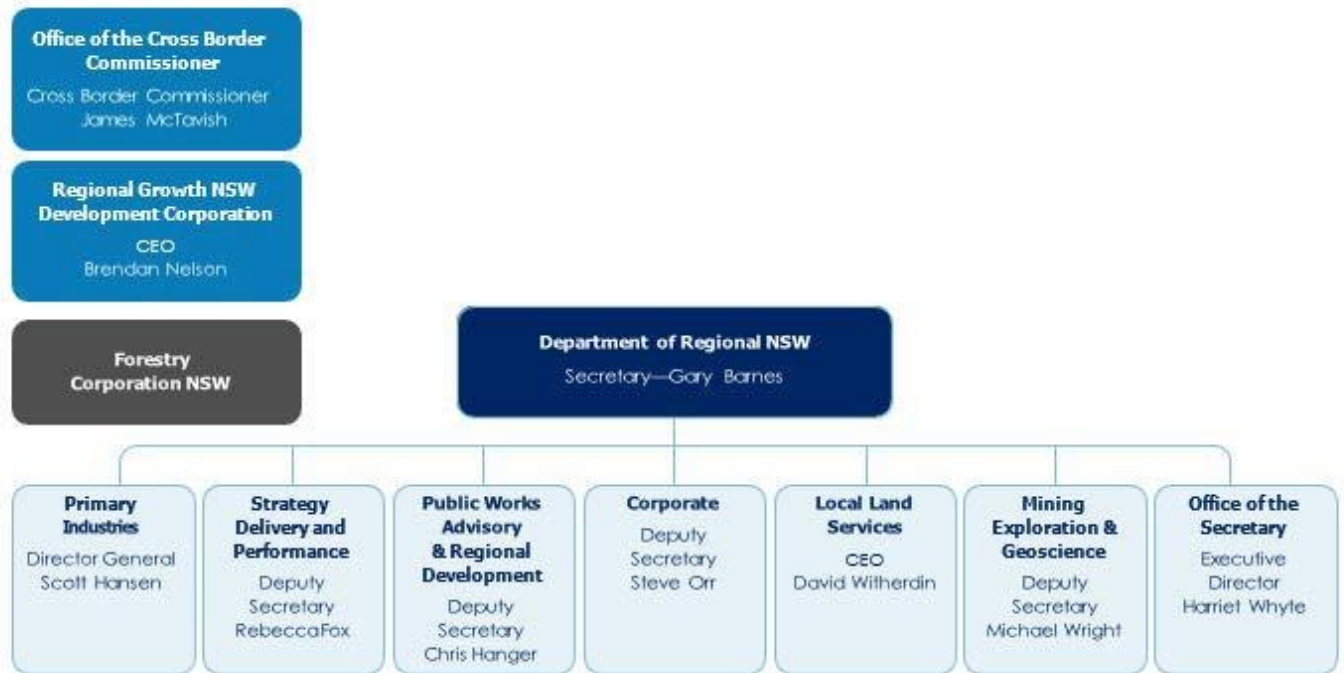 Office of the Cross Border
Commissioner
Cross Border Commissioner
James McTavish
Regional Growth NSW
Development Corporation
CEO
Brendan Nelson
Forestry
Corporation NSW
Department of Regional NSW
Secretary—Gary Barnes
Primary
Industries
Director General
Scott Hansen
Strategy
Delivery and
Performance
Deputy
Secretary
RebeccaFox
Public Works
Advisory
& Regional
Development
Deputy
Secretary
Chris Hanger
Corporate
Deputy
Secretary
Steve Orr
Local Land
Services
CEO
David Witherdin
Mining
Exploration &
Geoscience
Deputy
Secretary
Michael Wright
Office of the
Secretary
Executive
Director
Harriet Whyte